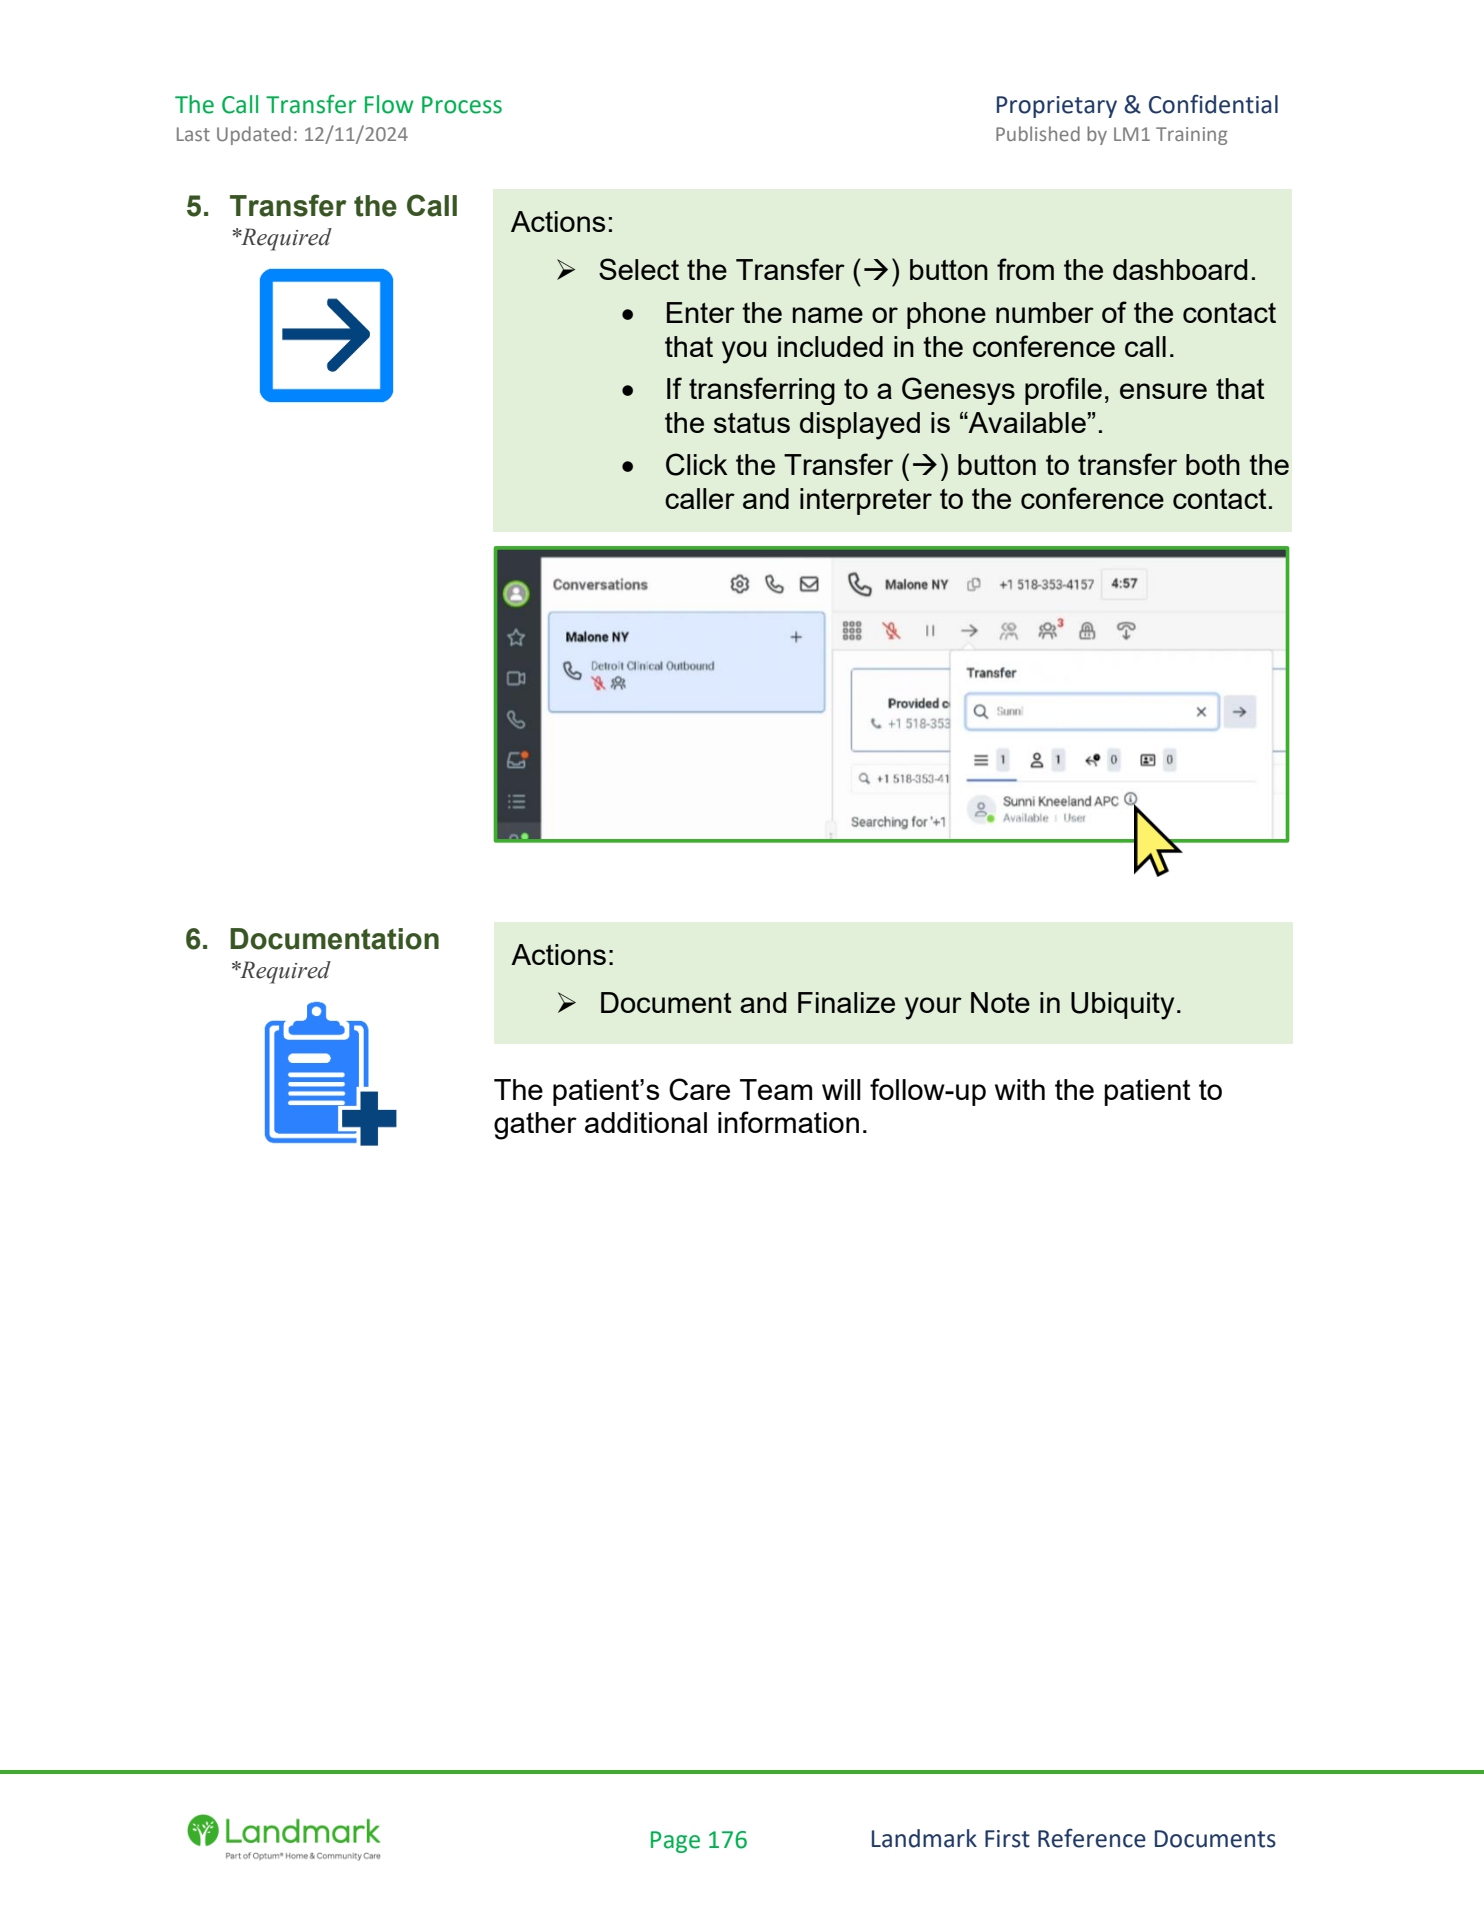 The Call Transfer Flow Process
Last Updated: 12/11/2024
Proprietary & Confidential
Published by LM1 Training
5. Transfer the Call
*Required
Actions:
➢ Select the Transfer (→) button from the dashboard.
• Enter the name or phone number of the contact
that you included in the conference call.
• If transferring to a Genesys profile, ensure that
the status displayed is “Available”.
• Click the Transfer (→) button to transfer both the
caller and interpreter to the conference contact.
Conversations
Malone NY
Detroit Clinical Outbound
Malone NY +1 518-353-4157 4:57
3
Provided c
+1 518-353
+1 518-353-41
Searching for '+1
Transfer
Sunni
1 1 0 0
Sunni Kneeland APC
Available | User
6. Documentation
*Required
Actions:
➢ Document and Finalize your Note in Ubiquity.
The patient’s Care Team will follow-up with the patient to
gather additional information.
Landmark
Part of Optum® Home & Community Care
Page 176
Landmark First Reference Documents